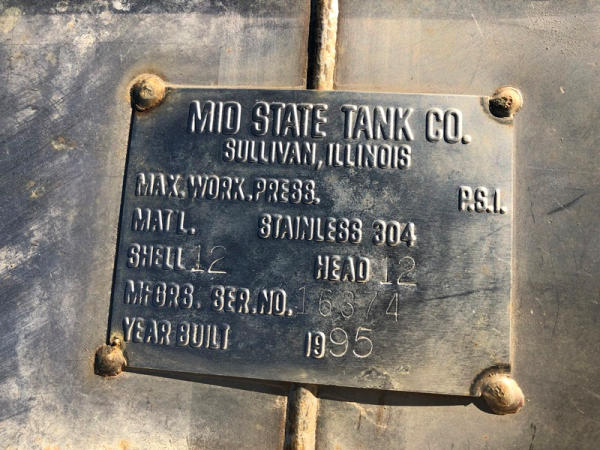 MID STATE TANK CO.
SULLIVAN, ILLINOIS
MAX. WORK. PRESS. P.S.I.
MAT'L. STAINLESS 304
SHELL 12 HEAD 12
MFGRS. SER. NO. 16374
YEAR BUILT 1995